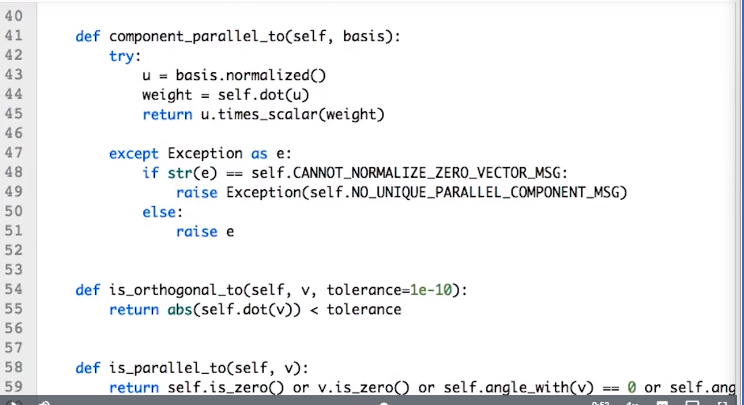 40
41 def component_parallel_to(self, basis):
42 try:
43 u = basis.normalized()
44 weight = self.dot(u)
45 return u.times_scalar(weight)
46
47 except Exception as e:
48 if str(e) == self.CANNOT_NORMALIZE_ZERO_VECTOR_MSG:
49 raise Exception(self.NO_UNIQUE_PARALLEL_COMPONENT_MSG)
50 else:
51 raise e
52
53
54 def is_orthogonal_to(self, v, tolerance=1e-10):
55 return abs(self.dot(v)) < tolerance
56
57
58 def is_parallel_to(self, v):
59 return self.is_zero() or v.is_zero() or self.angle_with(v) == 0 or self.ang